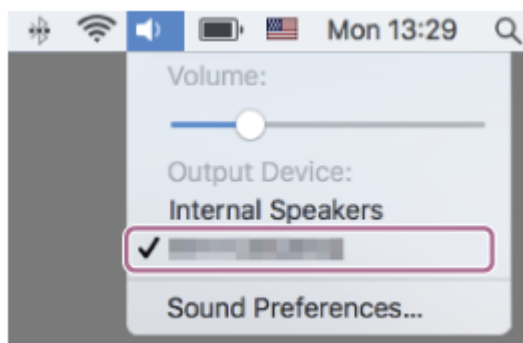 Mon 13:29
Volume:
Output Device:
Internal Speakers
Sound Preferences...